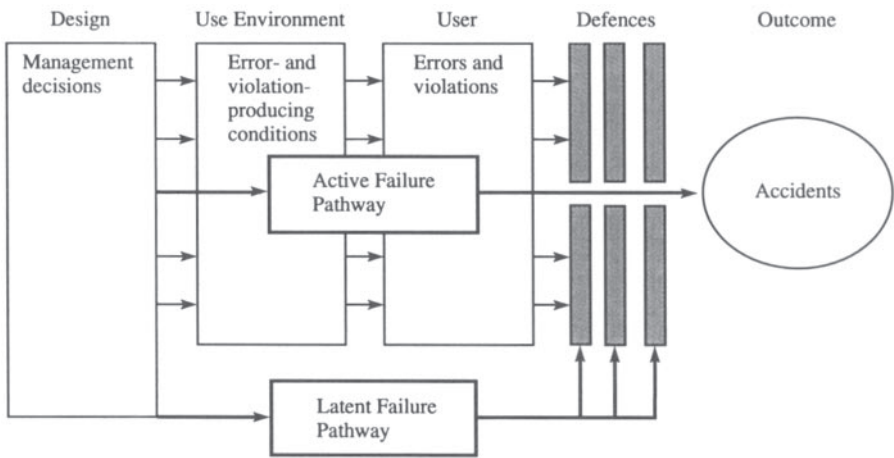 Design
Use Environment
User
Defences
Outcome
Management
decisions
Error- and
violation-
producing
conditions
Errors and
violations
Active Failure
Pathway
Accidents
Latent Failure
Pathway